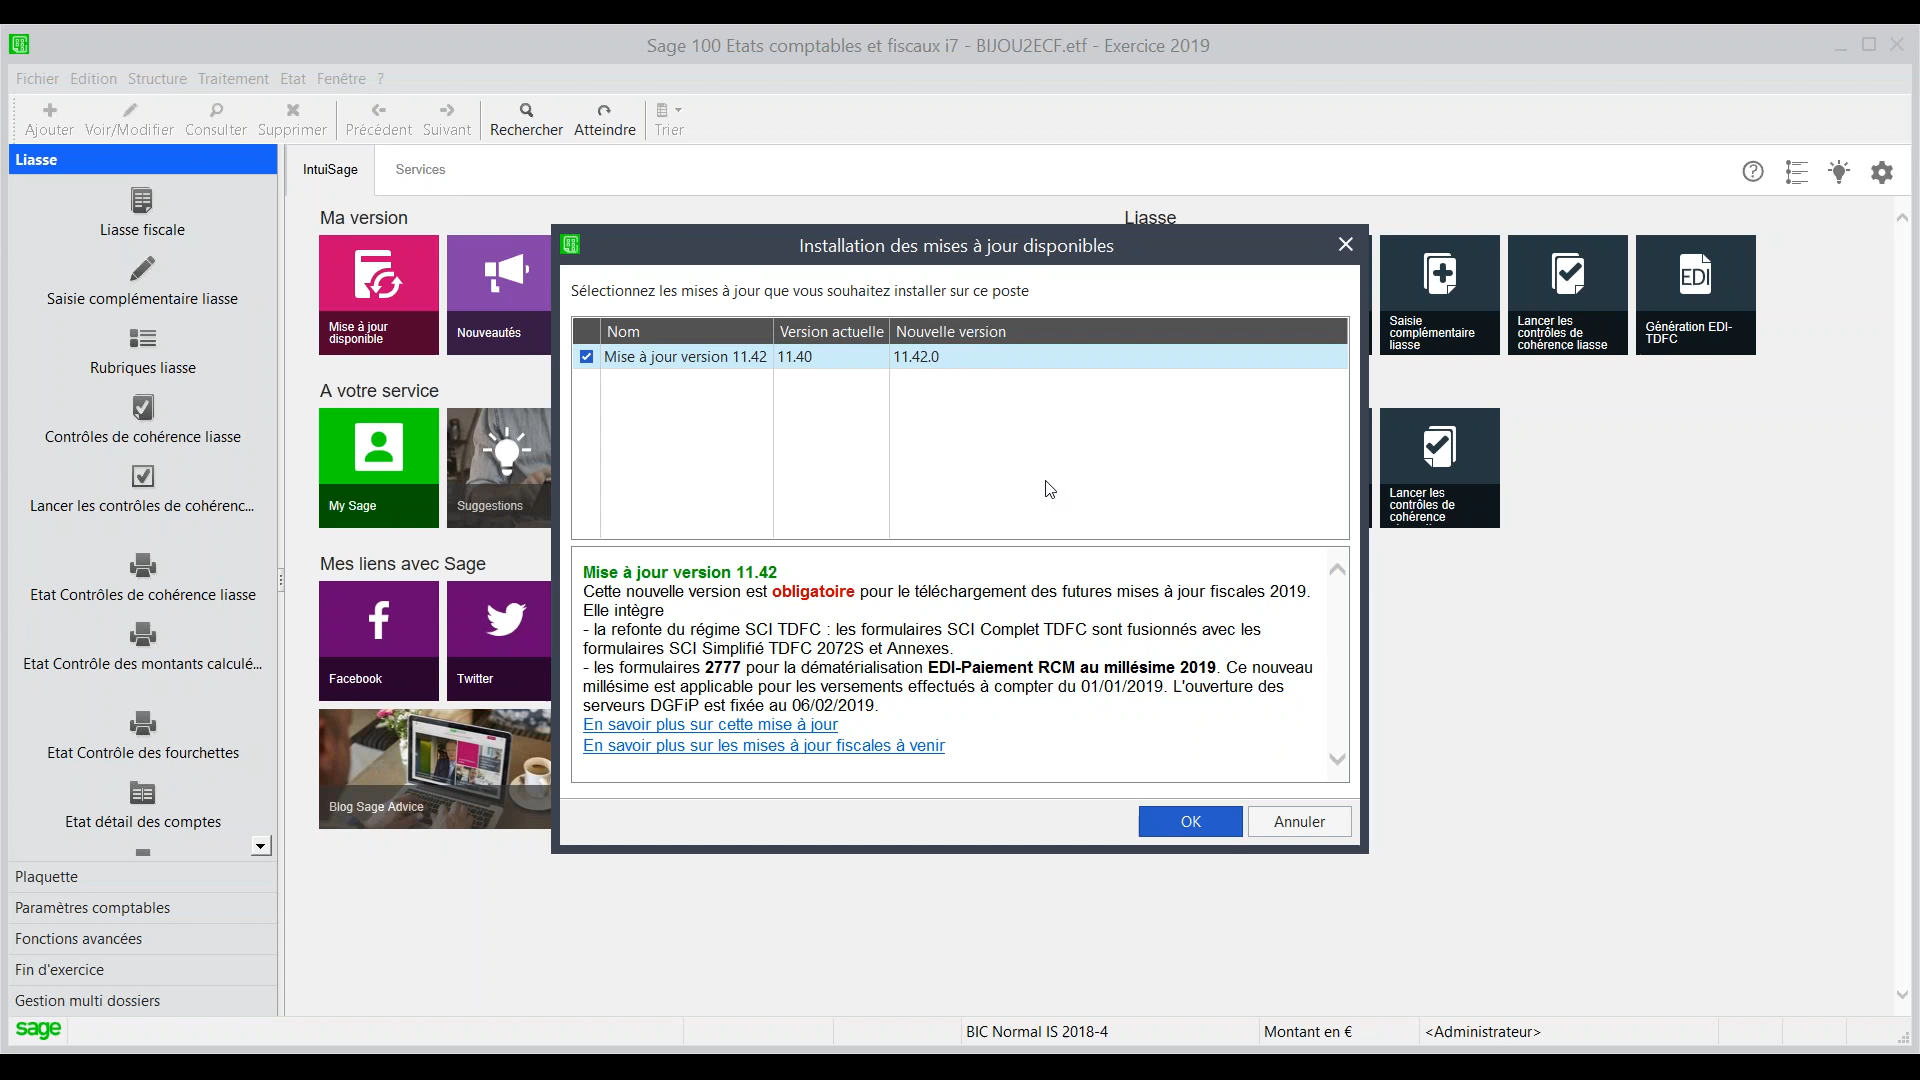 Sage 100 Etats comptables et fiscaux i7 - BIJOU2ECF.etf - Exercice 2019
Fichier Edition Structure Traitement Etat Fenêtre ?
Ajouter Voir/Modifier Consulter Supprimer Précédent Suivant Rechercher Atteindre Trier
Liasse
Liasse fiscale
Saisie complémentaire liasse
Rubriques liasse
Contrôles de cohérence liasse
Lancer les contrôles de cohérenc...
Etat Contrôles de cohérence liasse
Etat Contrôle des montants calculé...
Etat Contrôle des fourchettes
Etat détail des comptes
Plaquette
Paramètres comptables
Fonctions avancées
Fin d'exercice
Gestion multi dossiers
IntuiSage Services
Ma version
Mise à jour
disponible
Nouveautés
A votre service
My Sage
Suggestions
Mes liens avec Sage
Facebook
Twitter
Blog Sage Advice
Liasse
Saisie
complémentaire
liasse
Lancer les
contrôles de
cohérence liasse
EDI
Génération EDI-
TDFC
Lancer les
contrôles de
cohérence
Installation des mises à jour disponibles
Sélectionnez les mises à jour que vous souhaitez installer sur ce poste
Nom Version actuelle Nouvelle version
Mise à jour version 11.42 11.40 11.42.0
Mise à jour version 11.42
Cette nouvelle version est obligatoire pour le téléchargement des futures mises à jour fiscales 2019.
Elle intègre
- la refonte du régime SCI TDFC : les formulaires SCI Complet TDFC sont fusionnés avec les
formulaires SCI Simplifié TDFC 2072S et Annexes.
- les formulaires 2777 pour la dématérialisation EDI-Paiement RCM au millésime 2019. Ce nouveau
millésime est applicable pour les versements effectués à compter du 01/01/2019. L'ouverture des
serveurs DGFiP est fixée au 06/02/2019.
En savoir plus sur cette mise à jour
En savoir plus sur les mises à jour fiscales à venir
OK Annuler
sage BIC Normal IS 2018-4 Montant en € <Administrateur>